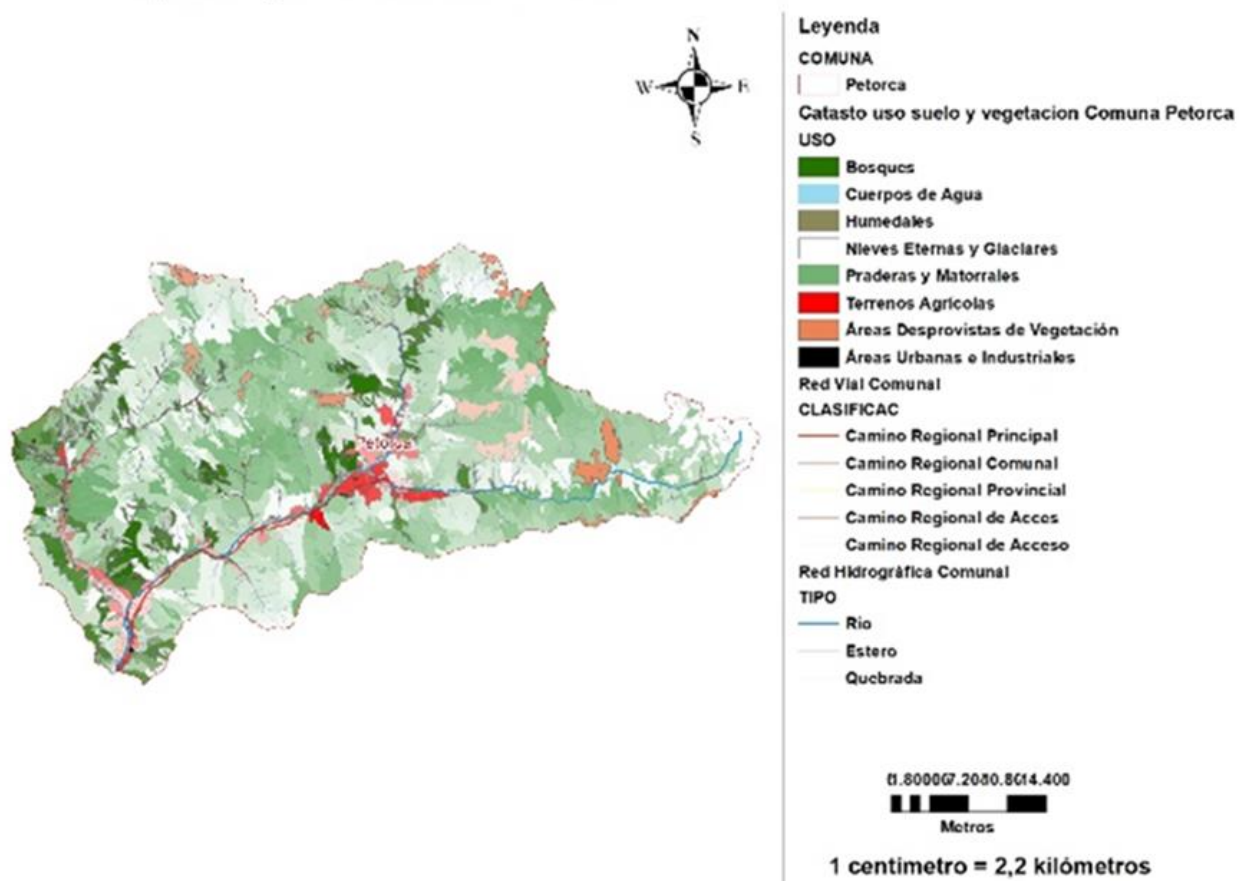 N
W
E
S
Petorca
Leyenda
COMUNA
Petorca
Catasto uso suelo y vegetacion Comuna Petorca
USO
Bosques
Cuerpos de Agua
Humedales
Nieves Eternas y Glaciares
Praderas y Matorrales
Terrenos Agricolas
Áreas Desprovistas de Vegetación
Áreas Urbanas e Industriales
Red Vial Comunal
CLASIFICAC
Camino Regional Principal
Camino Regional Comunal
Camino Regional Provincial
Camino Regional de Acces
Camino Regional de Acceso
Red Hidrográfica Comunal
TIPO
Rio
Estero
Quebrada
Metros
1 centimetro = 2,2 kilómetros